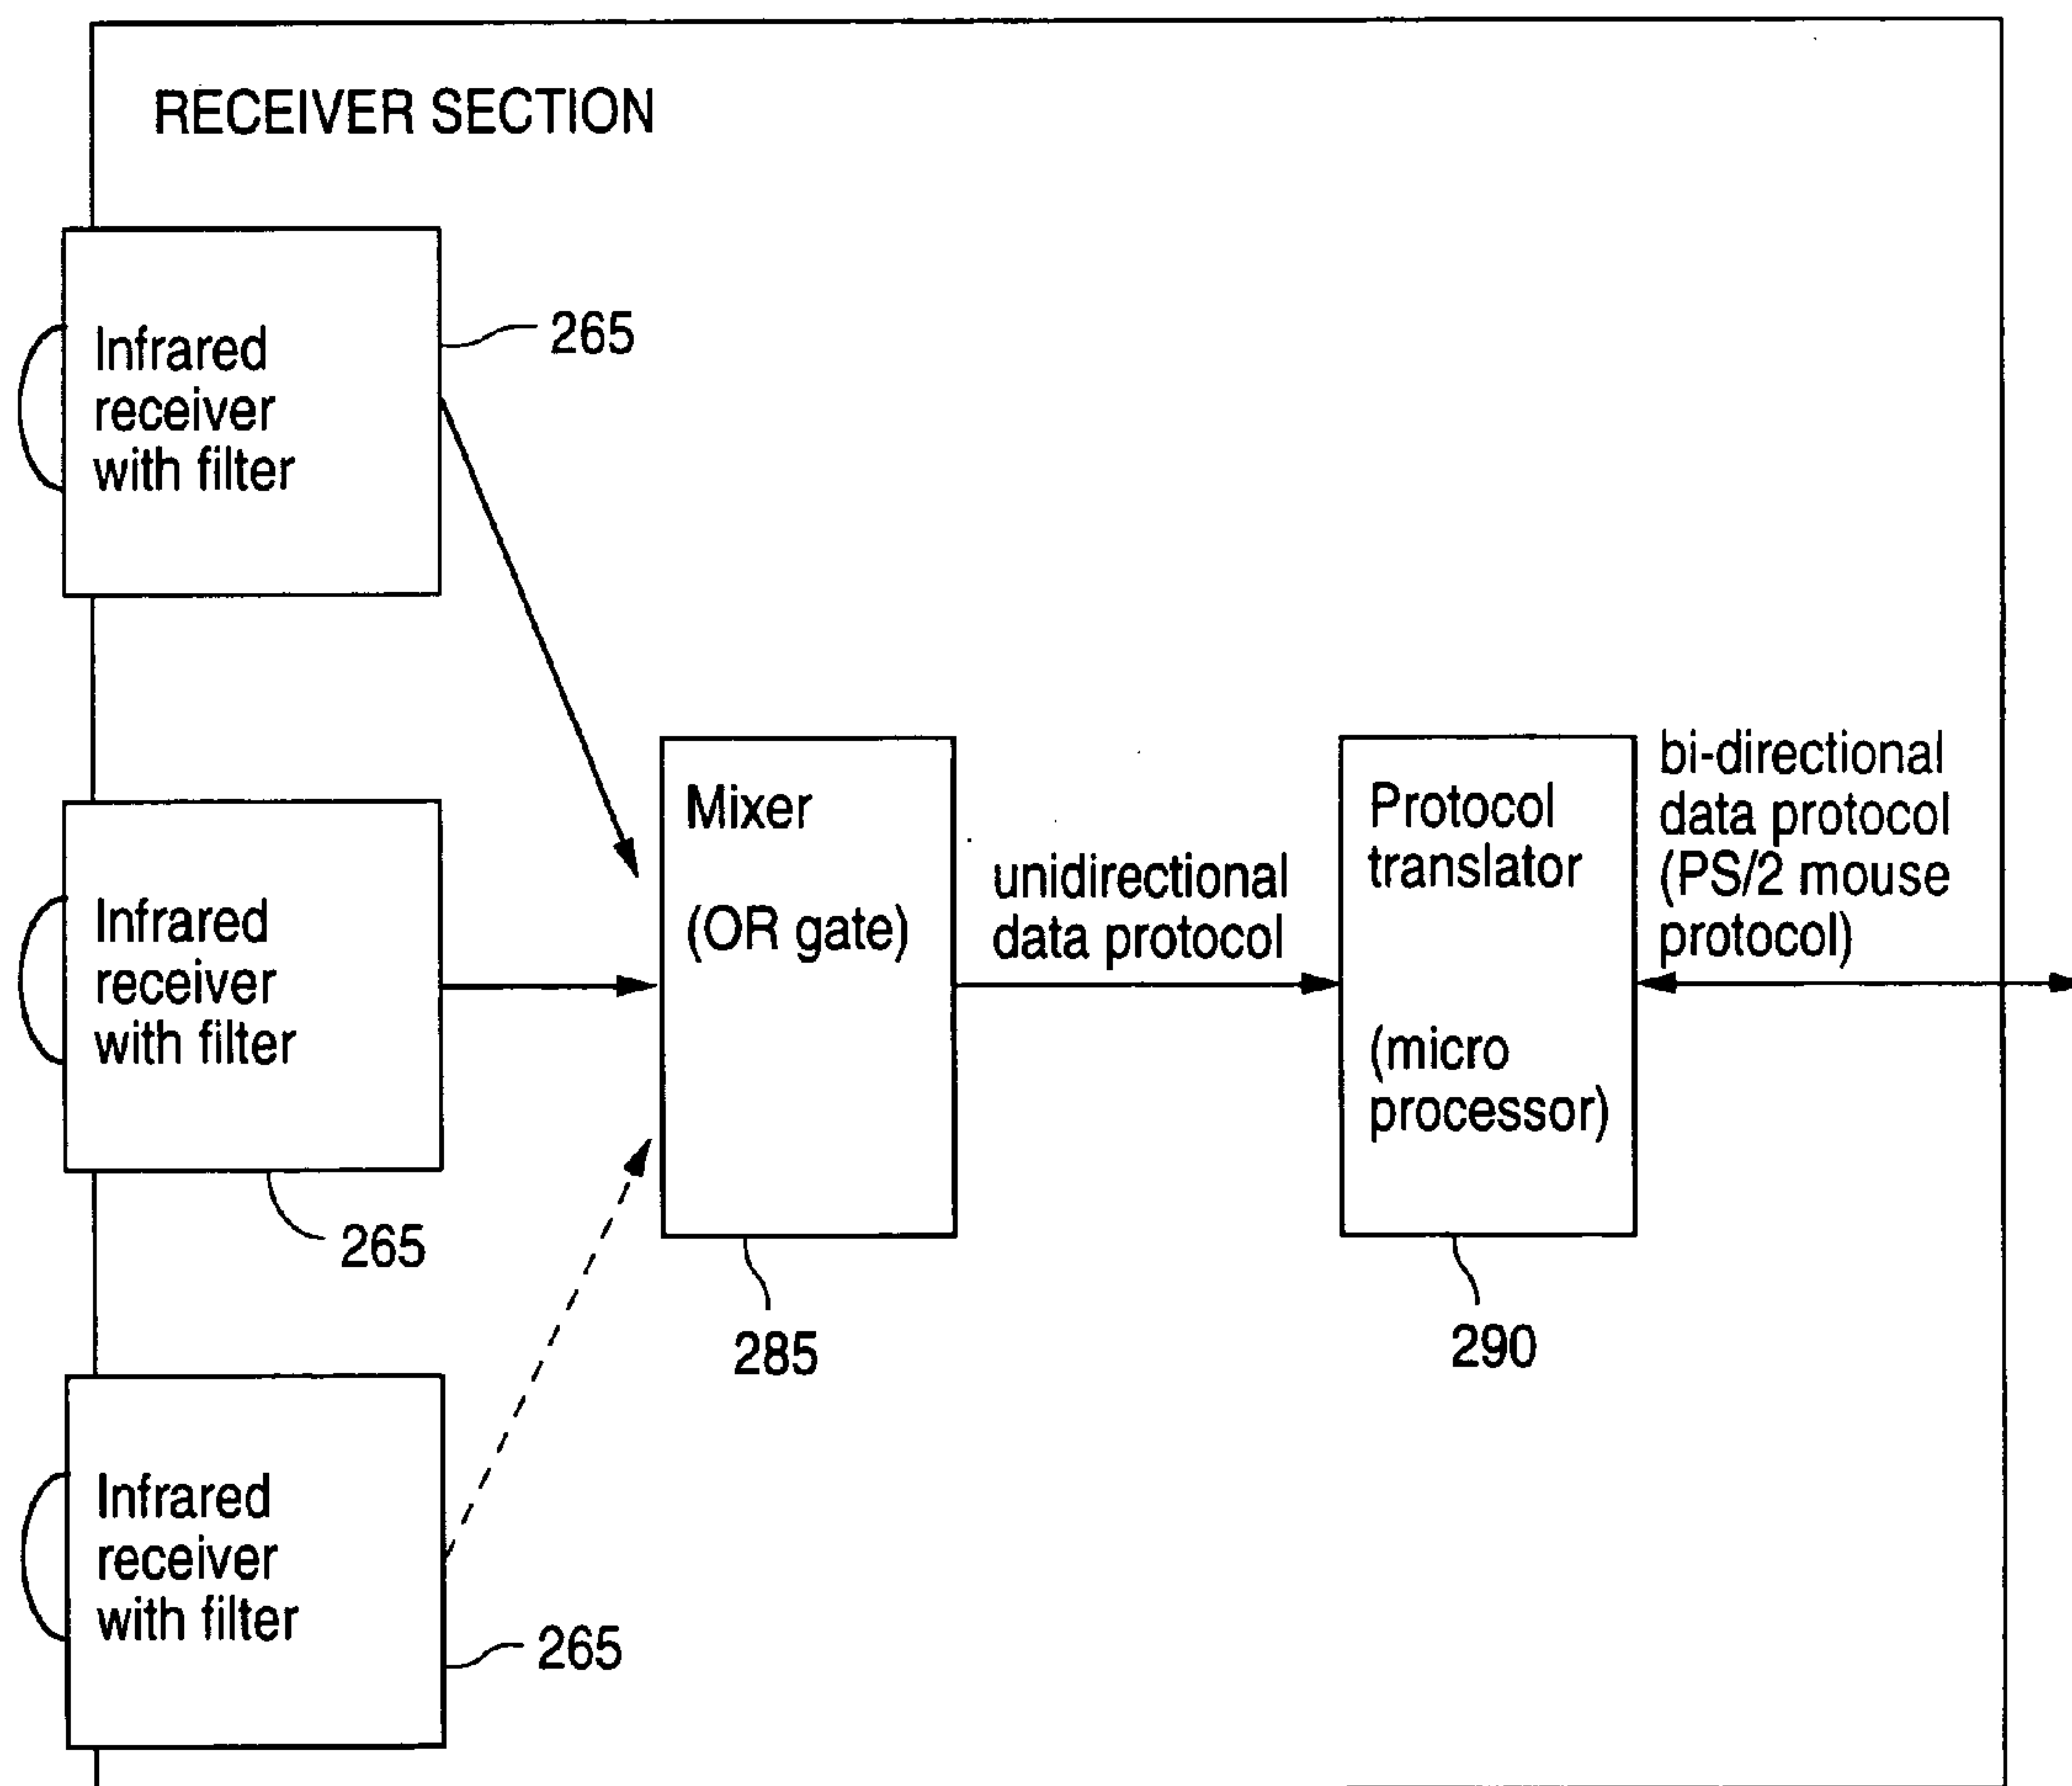 RECEIVER SECTION
Infrared
receiver
with filter
265
Infrared
receiver
with filter
265
Infrared
receiver
with filter
265
Mixer
(OR gate)
285
unidirectional
data protocol
Protocol
translator
(micro
processor)
290
bi-directional
data protocol
(PS/2 mouse
protocol)